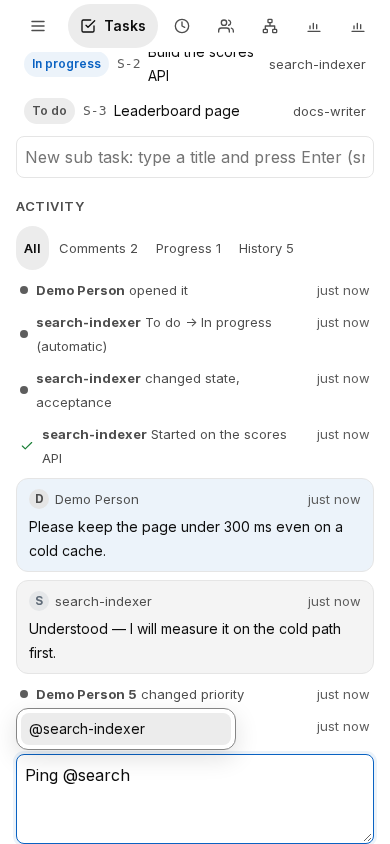 Tasks
In progress S-2 Build the scores API search-indexer
To do S-3 Leaderboard page docs-writer
New sub task: type a title and press Enter (sr
ACTIVITY
All Comments 2 Progress 1 History 5
Demo Person opened it just now
search-indexer To do → In progress just now
(automatic)
search-indexer changed state, just now
acceptance
search-indexer Started on the scores just now
API
D Demo Person just now
Please keep the page under 300 ms even on a
cold cache.
S search-indexer just now
Understood — I will measure it on the cold path
first.
Demo Person 5 changed priority just now
just now
@search-indexer
Ping @search